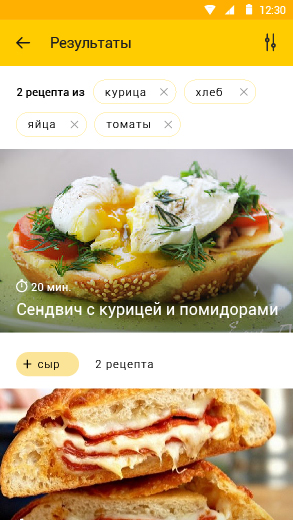 12:30
Результаты
2 рецепта из курица хлеб
яйца томаты
20 мин.
Сендвич с курицей и помидорами
+ сыр 2 рецепта